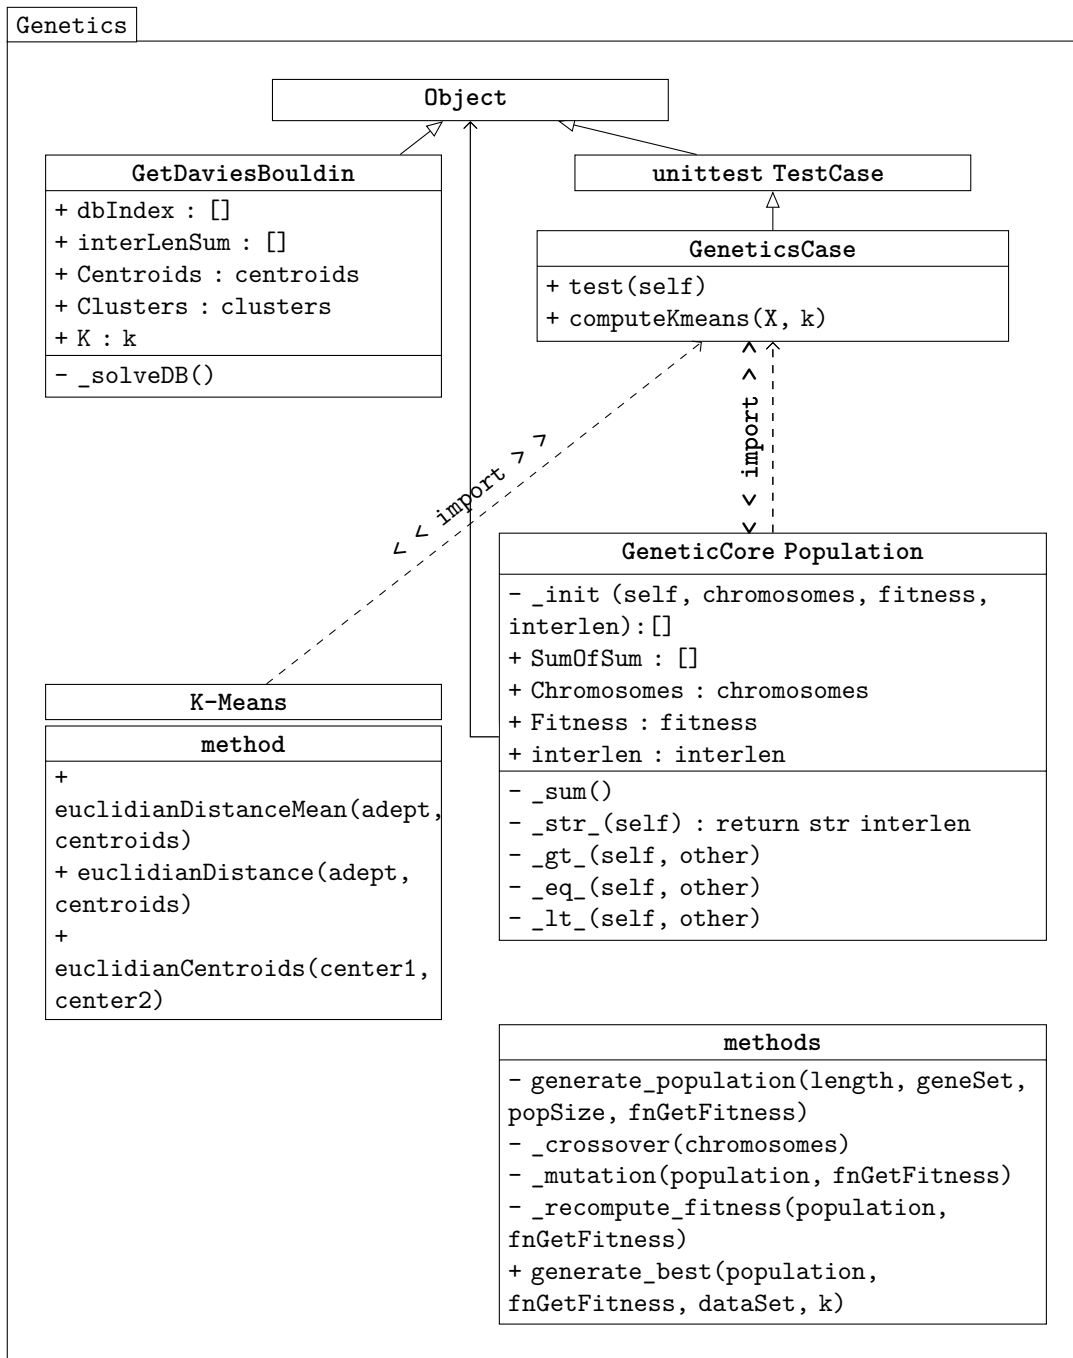 Genetics
Object
GetDaviesBouldin
+ dbIndex : []
+ interLenSum : []
+ Centroids : centroids
+ Clusters : clusters
+ K : k
- _solveDB()
unittest TestCase
GeneticsCase
+ test(self)
+ computeKmeans(X, k)
< < import > >
< < import > >
GeneticCore Population
- _init (self, chromosomes, fitness,
interlen):[]
+ SumOfSum : []
+ Chromosomes : chromosomes
+ Fitness : fitness
+ interlen : interlen
- _sum()
- _str_(self) : return str interlen
- _gt_(self, other)
- _eq_(self, other)
- _lt_(self, other)
K-Means
method
+
euclidianDistanceMean(adept,
centroids)
+ euclidianDistance(adept,
centroids)
+
euclidianCentroids(center1,
center2)
methods
- generate_population(length, geneSet,
popSize, fnGetFitness)
- _crossover(chromosomes)
- _mutation(population, fnGetFitness)
- _recompute_fitness(population,
fnGetFitness)
+ generate_best(population,
fnGetFitness, dataSet, k)